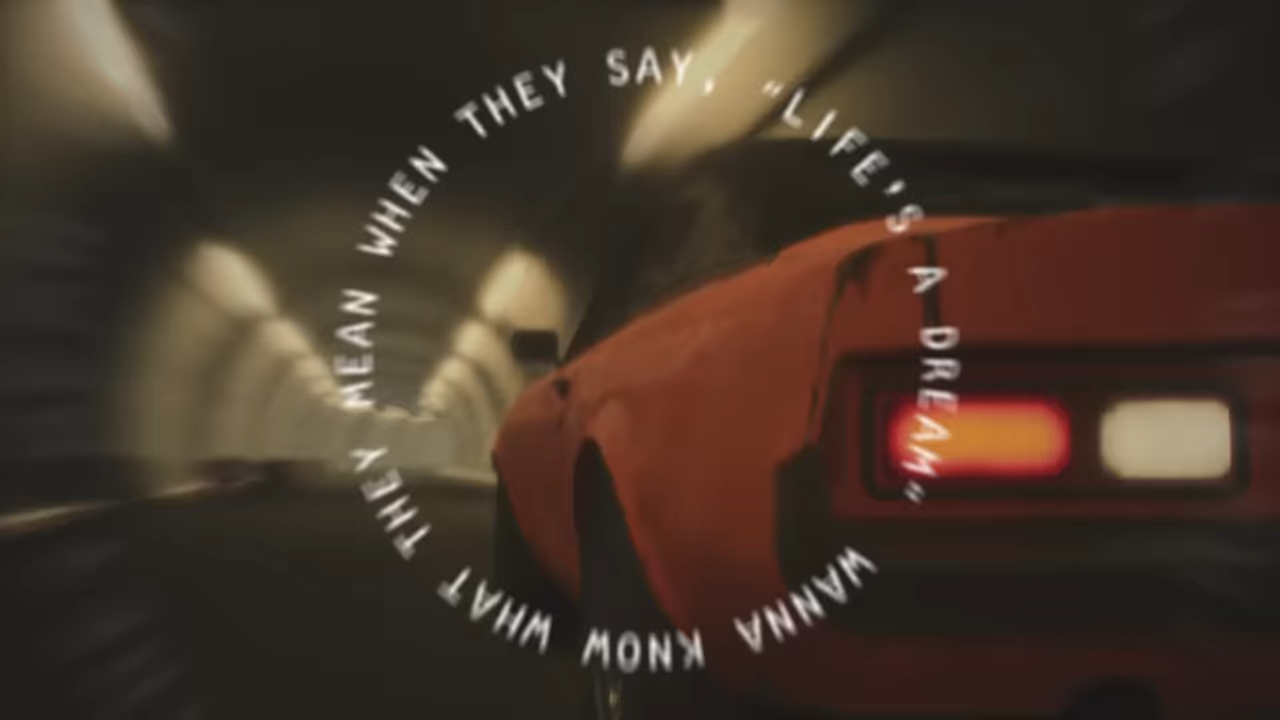 WANNA KNOW WHAT THEY MEAN WHEN THEY SAY, "LIFE'S A DREAM"